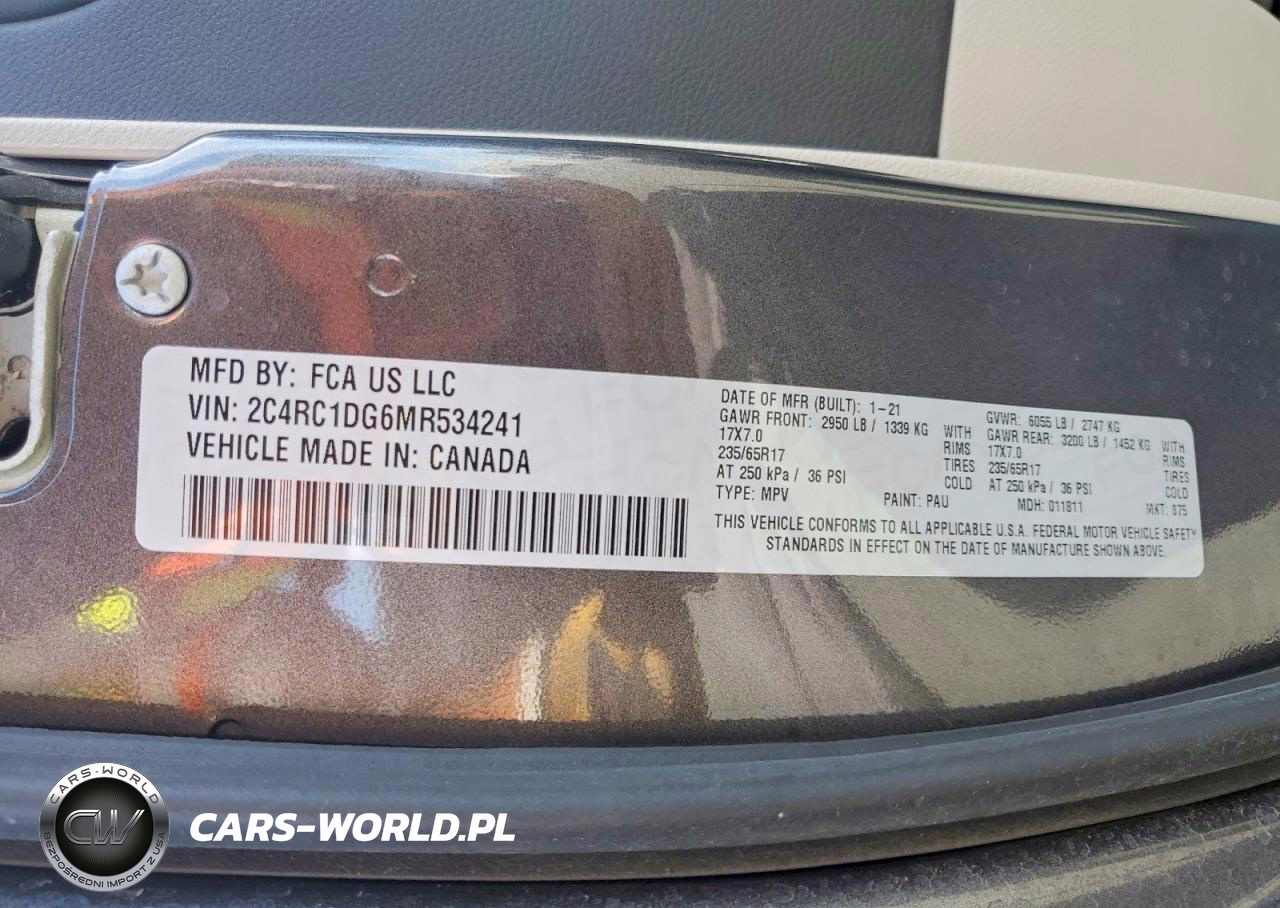 MFD BY: FCA US LLC
VIN: 2C4RC1DG6MR534241
VEHICLE MADE IN: CANADA
DATE OF MFR (BUILT): 1-21
GVWR: 6055 LB / 2747 KG
GAWR FRONT: 2950 LB / 1339 KG WITH
17X7.0 RIMS
235/65R17 TIRES
AT 250 kPa / 36 PSI COLD
GAWR REAR: 3200 LB / 1452 KG WITH
17X7.0 RIMS
235/65R17 TIRES
AT 250 kPa / 36 PSI COLD
TYPE: MPV PAINT: PAU MDH: 011811 MKT: 875
THIS VEHICLE CONFORMS TO ALL APPLICABLE U.S.A. FEDERAL MOTOR VEHICLE SAFETY
STANDARDS IN EFFECT ON THE DATE OF MANUFACTURE SHOWN ABOVE.
CARS-WORLD
CW
BEZPOŚREDNI IMPORT Z USA
CARS-WORLD.PL